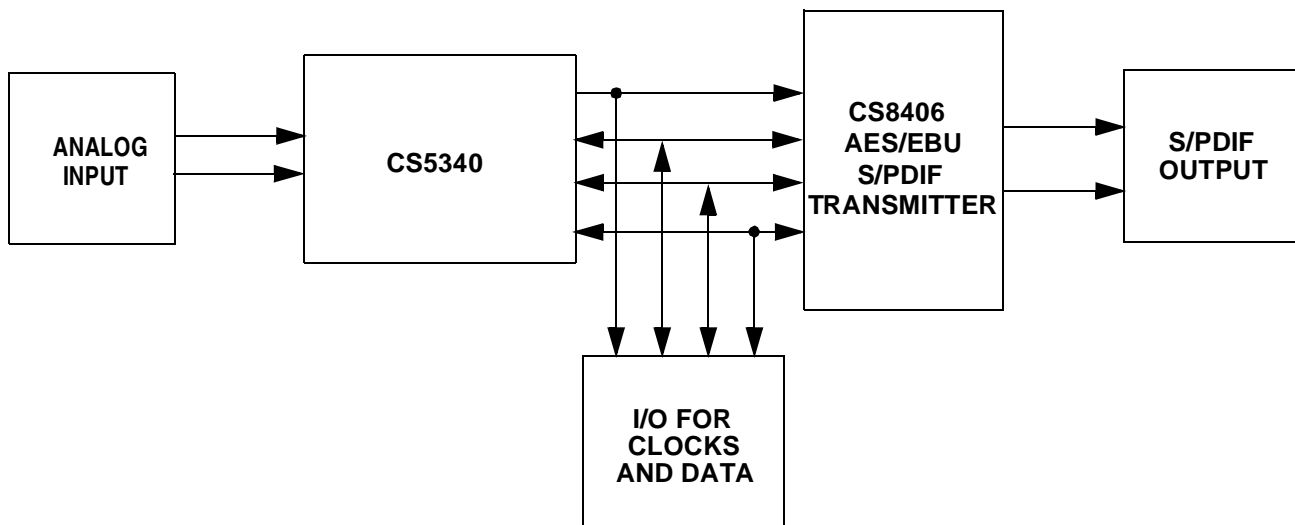 ANALOG
INPUT
CS5340
CS8406
AES/EBU
S/PDIF
TRANSMITTER
S/PDIF
OUTPUT
I/O FOR
CLOCKS
AND DATA